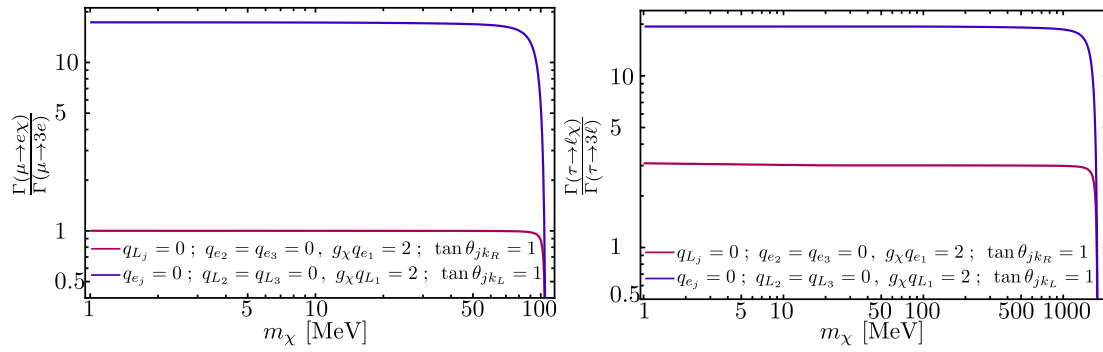 Γ(μ→eχ)
Γ(μ→3e)
10
5
1
0.5
q_{L_j} = 0 ; q_{e_2} = q_{e_3} = 0 , g_χ q_{e_1} = 2 ; tan θ_{jk_R} = 1
q_{e_j} = 0 ; q_{L_2} = q_{L_3} = 0 , g_χ q_{L_1} = 2 ; tan θ_{jk_L} = 1
1 5 10 50 100
m_χ [MeV]
Γ(τ→ℓχ)
Γ(τ→3ℓ)
10
5
1
0.5
q_{L_j} = 0 ; q_{e_2} = q_{e_3} = 0 , g_χ q_{e_1} = 2 ; tan θ_{jk_R} = 1
q_{e_j} = 0 ; q_{L_2} = q_{L_3} = 0 , g_χ q_{L_1} = 2 ; tan θ_{jk_L} = 1
1 5 10 50 100 500 1000
m_χ [MeV]